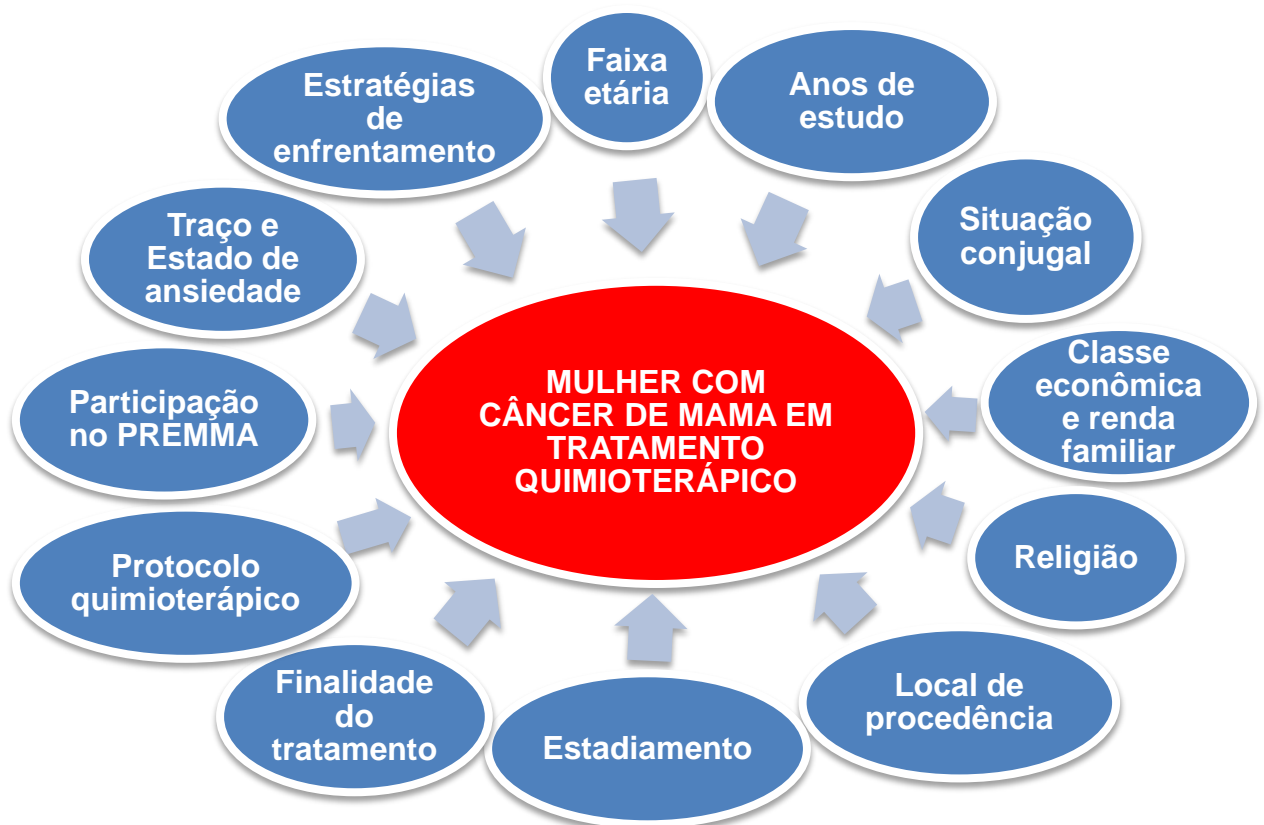 Faixa
etária
Anos de
estudo
Situação
conjugal
Classe
econômica
e renda
familiar
Religião
Local de
procedência
Estadiamento
Finalidade
do
tratamento
Protocolo
quimioterápico
Participação
no PREMMA
Traço e
Estado de
ansiedade
Estratégias
de
enfrentamento
MULHER COM
CÂNCER DE MAMA EM
TRATAMENTO
QUIMIOTERÁPICO